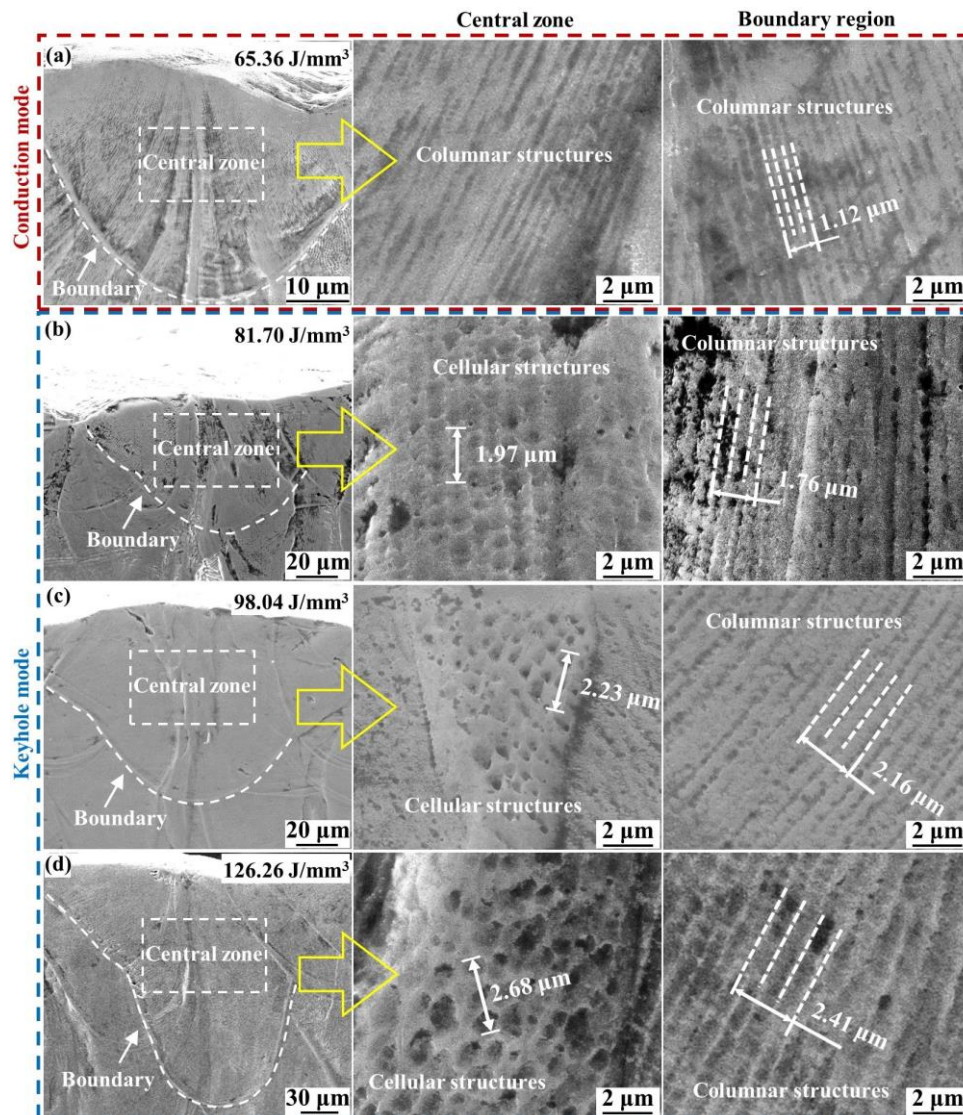 Central zone
Boundary region
Conduction mode
(a)
65.36 J/mm³
Central zone
Boundary
10 μm
Columnar structures
2 μm
Columnar structures
1.12 μm
2 μm
Keyhole mode
(b)
81.70 J/mm³
Central zone
Boundary
20 μm
Cellular structures
1.97 μm
2 μm
Columnar structures
1.76 μm
2 μm
(c)
98.04 J/mm³
Central zone
Boundary
20 μm
2.23 μm
Cellular structures
2 μm
Columnar structures
2.16 μm
2 μm
(d)
126.26 J/mm³
Central zone
Boundary
30 μm
2.68 μm
Cellular structures
2 μm
2.41 μm
Columnar structures
2 μm